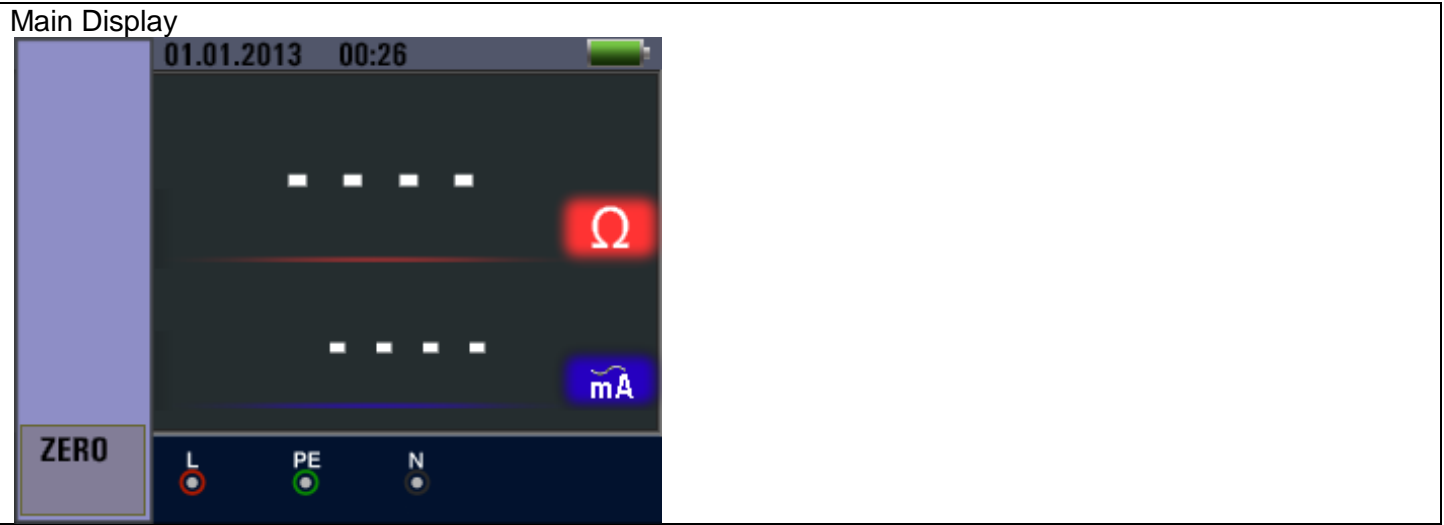 Main Display
01.01.2013 00:26
- - - -
Ω
- - - -
mA
ZERO
L PE N